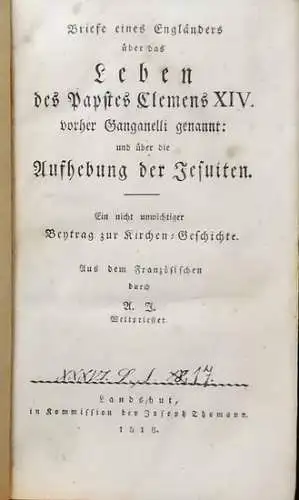 Briefe eines Engländers
über das
Leben
des Papstes Clemens XIV.
vorher Ganganelli genannt:
und über die
Aufhebung der Jesuiten.
Ein nicht unwichtiger
Beytrag zur Kirchen-Geschichte.
Aus dem Französischen
durch
A. J.
Weltpriester
Landshut,
in Kommission bey Joseph Thomann.